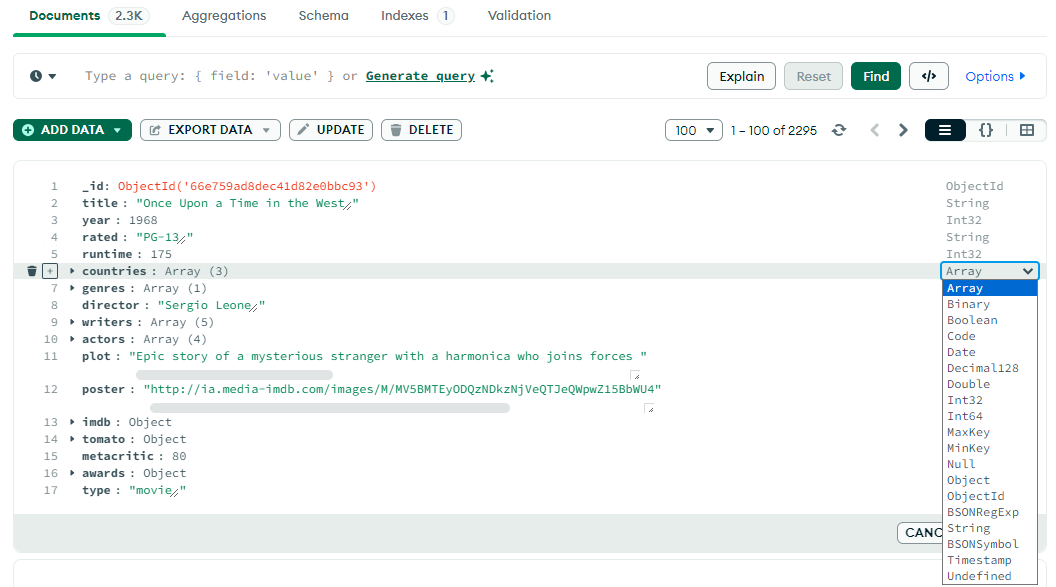 Documents 2.3K Aggregations Schema Indexes 1 Validation
Type a query: { field: 'value' } or Generate query Explain Reset Find </> Options
ADD DATA EXPORT DATA UPDATE DELETE 100 1 – 100 of 2295 {}
1 _id: ObjectId('66e759ad8dec41d82e0bbc93') ObjectId
2 title : "Once Upon a Time in the West" String
3 year : 1968 Int32
4 rated : "PG-13" String
5 runtime : 175 Int32
+ countries : Array (3) Array
7 genres : Array (1) Array
8 director : "Sergio Leone" Binary
9 writers : Array (5) Boolean
10 actors : Array (4) Code
11 plot : "Epic story of a mysterious stranger with a harmonica who joins forces " Date
Decimal128
12 poster : "http://ia.media-imdb.com/images/M/MV5BMTEyODQzNDkzNjVeQTJeQWpwZ15BbWU4" Double
Int32
13 imdb : Object Int64
14 tomato : Object MaxKey
15 metacritic : 80 MinKey
16 awards : Object Null
Object
17 type : "movie" ObjectId
BSONRegExp
CANC String
BSONSymbol
Timestamp
Undefined